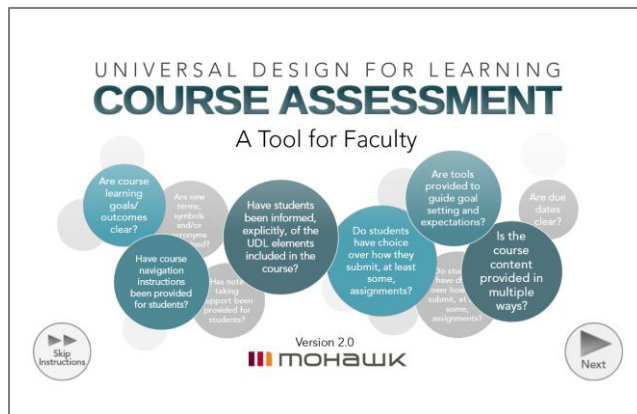 UNIVERSAL DESIGN FOR LEARNING
COURSE ASSESSMENT
A Tool for Faculty
Are course
learning
goals/
outcomes
clear?
Are new
terms,
symbols
and/or
Have students
been informed,
explicitly, of
the UDL elements
included in the
course?
Are tools
provided to
guide goal
setting and
expectations?
Are due
dates
clear?
Have course
navigation
instructions
been provided
for students?
taking
been provided
for students?
Do students
have choice
over how they
submit, at least
some,
assignments?
Is the
course
content
provided in
multiple
ways?
over how
submit, at
some,
assignments?
Skip
Instructions
Version 2.0
mohawk
Next